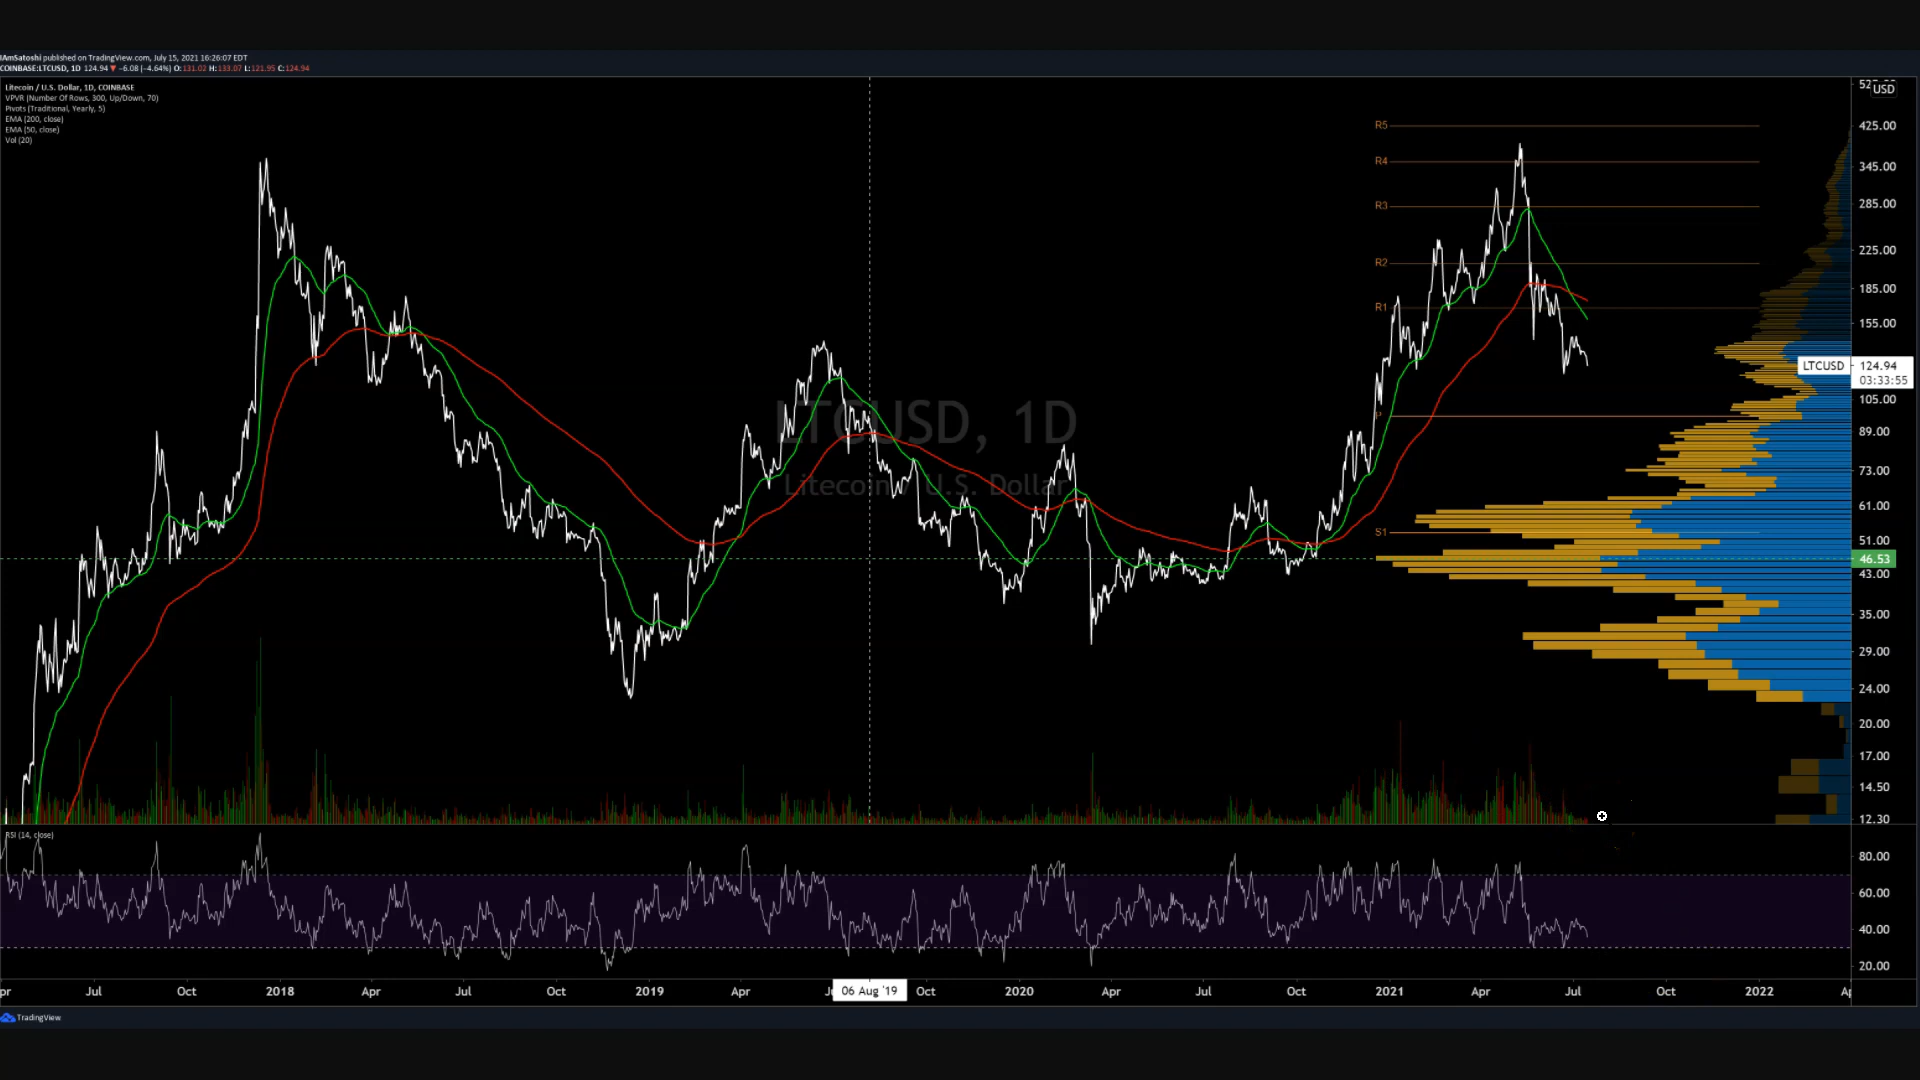 IAmSatoshi published on TradingView.com, July 15, 2021 16:26:07 EDT
COINBASE:LTCUSD, 1D 124.94 ▼ −6.08 (−4.64%) O:131.02 H:133.07 L:121.95 C:124.94
Litecoin / U.S. Dollar, 1D, COINBASE
VPVR (Number Of Rows, 300, Up/Down, 70)
Pivots (Traditional, Yearly, 5)
EMA (200, close)
EMA (50, close)
Vol (20)
USD
R5
425.00
R4
345.00
R3
285.00
R2
225.00
185.00
R1
155.00
LTCUSD 124.94
03:33:55
105.00
P
LTCUSD, 1D
89.00
73.00
Litecoin / U.S. Dollar
61.00
S1
51.00
46.53
43.00
35.00
29.00
24.00
20.00
17.00
14.50
12.30
RSI (14, close)
80.00
60.00
40.00
20.00
Jul Oct 2018 Apr Jul Oct 2019 Apr 06 Aug '19 Oct 2020 Apr Jul Oct 2021 Apr Jul Oct 2022
TradingView